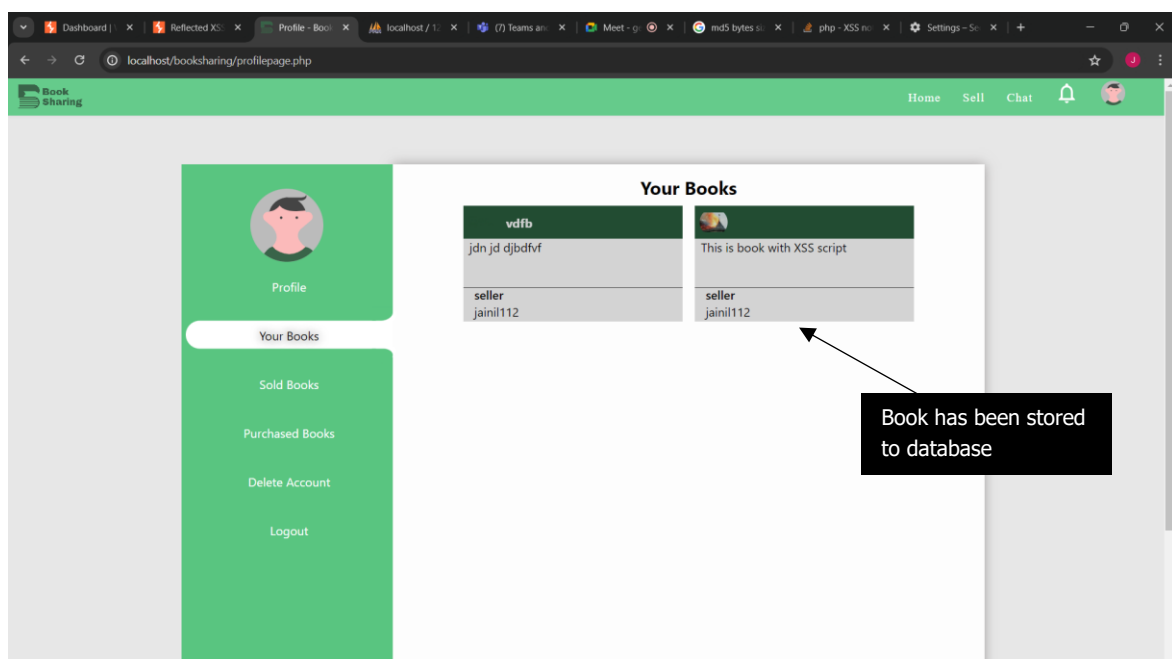 Dashboard |
Reflected XS
Profile - Boo
localhost / 12
(7) Teams an
Meet - g
md5 bytes si
php - XSS no
Settings – Se
localhost/booksharing/profilepage.php
J
Book
Sharing
Home Sell Chat
Your Books
vdfb
jdn jd djbdfvf
This is book with XSS script
seller
jainil112
seller
jainil112
Profile
Your Books
Sold Books
Purchased Books
Delete Account
Logout
Book has been stored
to database